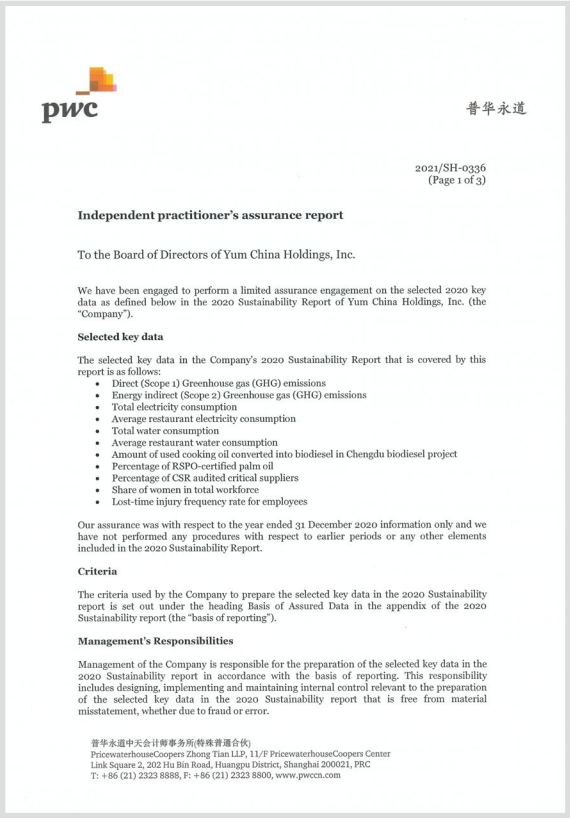 pwc
普华永道
2021/SH-0336
(Page 1 of 3)
Independent practitioner's assurance report
To the Board of Directors of Yum China Holdings, Inc.
We have been engaged to perform a limited assurance engagement on the selected 2020 key
data as defined below in the 2020 Sustainability Report of Yum China Holdings, Inc. (the
"Company").
Selected key data
The selected key data in the Company's 2020 Sustainability Report that is covered by this
report is as follows:
• Direct (Scope 1) Greenhouse gas (GHG) emissions
• Energy indirect (Scope 2) Greenhouse gas (GHG) emissions
• Total electricity consumption
• Average restaurant electricity consumption
• Total water consumption
• Average restaurant water consumption
• Amount of used cooking oil converted into biodiesel in Chengdu biodiesel project
• Percentage of RSPO-certified palm oil
• Percentage of CSR audited critical suppliers
• Share of women in total workforce
• Lost-time injury frequency rate for employees
Our assurance was with respect to the year ended 31 December 2020 information only and we
have not performed any procedures with respect to earlier periods or any other elements
included in the 2020 Sustainability Report.
Criteria
The criteria used by the Company to prepare the selected key data in the 2020 Sustainability
report is set out under the heading Basis of Assured Data in the appendix of the 2020
Sustainability report (the "basis of reporting").
Management's Responsibilities
Management of the Company is responsible for the preparation of the selected key data in the
2020 Sustainability report in accordance with the basis of reporting. This responsibility
includes designing, implementing and maintaining internal control relevant to the preparation
of the selected key data in the 2020 Sustainability report that is free from material
misstatement, whether due to fraud or error.
普华永道中天会计师事务所(特殊普通合伙)
PricewaterhouseCoopers Zhong Tian LLP, 11/F PricewaterhouseCoopers Center
Link Square 2, 202 Hu Bin Road, Huangpu District, Shanghai 200021, PRC
T: +86 (21) 2323 8888, F: +86 (21) 2323 8800, www.pwccn.com